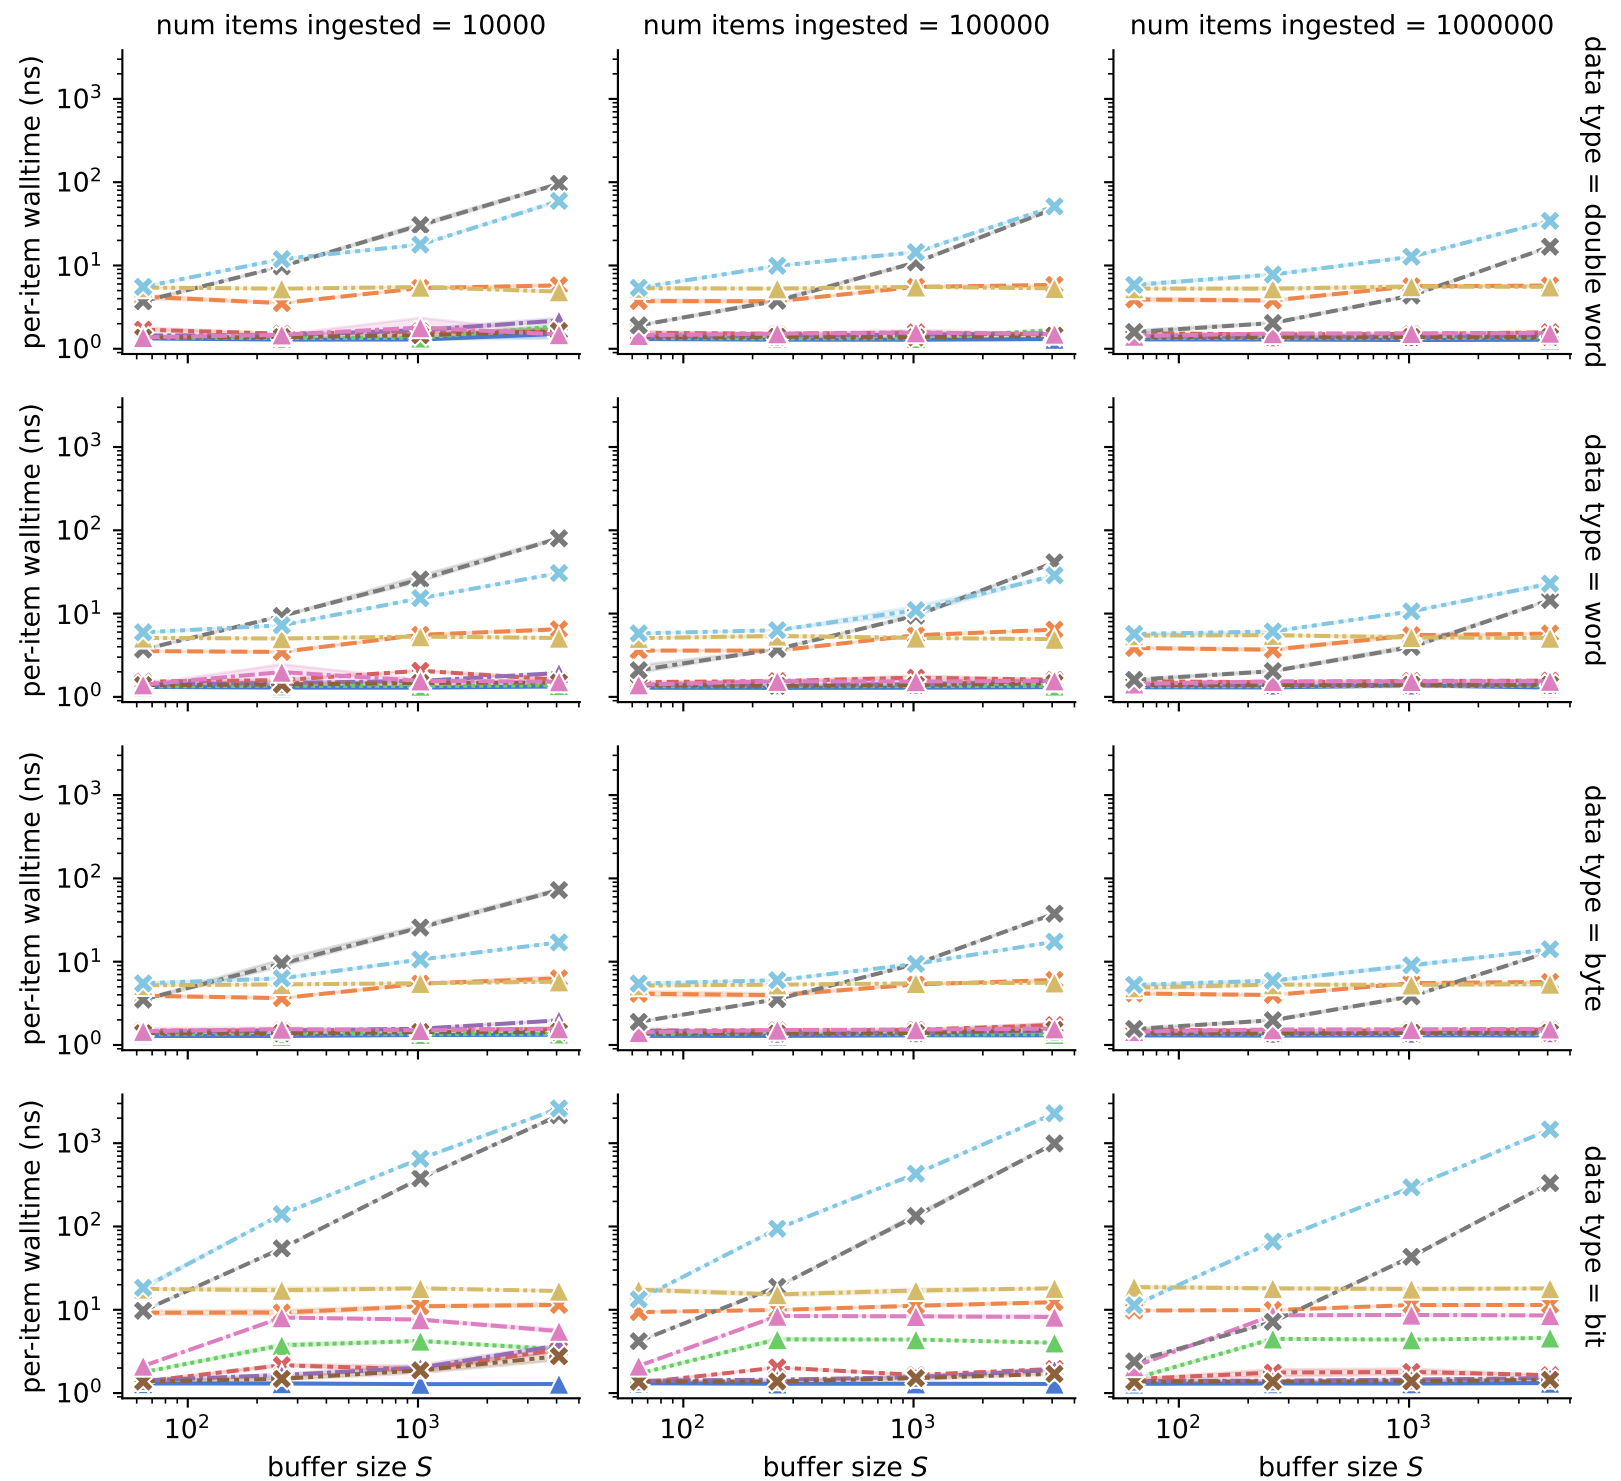 num items ingested = 10000
num items ingested = 100000
num items ingested = 1000000
per-item walltime (ns)
10³
10²
10¹
10⁰
data type = double word
per-item walltime (ns)
10³
10²
10¹
10⁰
data type = word
per-item walltime (ns)
10³
10²
10¹
10⁰
data type = byte
per-item walltime (ns)
10³
10²
10¹
10⁰
data type = bit
10² 10³ 10² 10³ 10² 10³
buffer size S
buffer size S
buffer size S